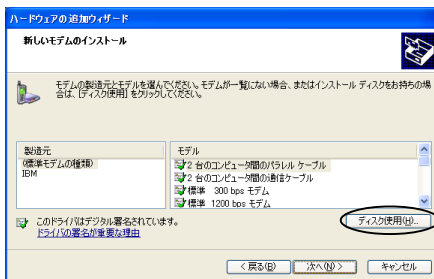 ハードウェアの追加ウィザード
新しいモデムのインストール
モデムの製造元とモデルを選んでください。モデムが一覧にない場合、またはインストール ディスクをお持ちの場
合は、[ディスク使用] をクリックしてください。
製造元
(標準モデムの種類)
IBM
モデル
2 台のコンピュータ間のパラレル ケーブル
2 台のコンピュータ間の通信ケーブル
標準   300 bps モデム
標準  1200 bps モデム
このドライバはデジタル署名されています。
ドライバの署名が重要な理由
ディスク使用(H)...
< 戻る(B)
次へ(N) >
キャンセル